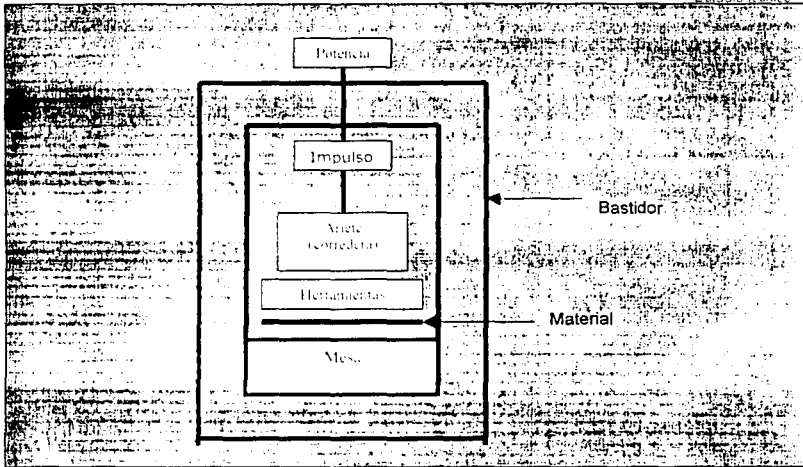 Potencia
Impulso
Ariete
(corredera)
Herramientas
Mesa
Bastidor
Material